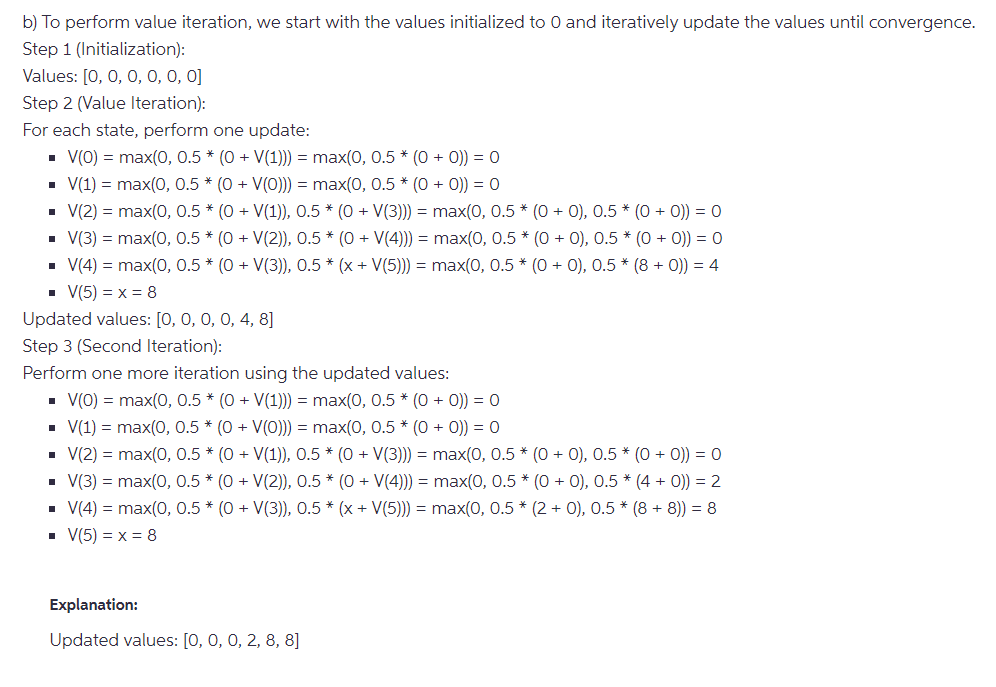 b) To perform value iteration, we start with the values initialized to 0 and iteratively update the values until convergence.
Step 1 (Initialization):
Values: [0, 0, 0, 0, 0, 0]
Step 2 (Value Iteration):
For each state, perform one update:
▪ V(0) = max(0, 0.5 * (0 + V(1))) = max(0, 0.5 * (0 + 0)) = 0
▪ V(1) = max(0, 0.5 * (0 + V(0))) = max(0, 0.5 * (0 + 0)) = 0
▪ V(2) = max(0, 0.5 * (0 + V(1)), 0.5 * (0 + V(3))) = max(0, 0.5 * (0 + 0), 0.5 * (0 + 0)) = 0
▪ V(3) = max(0, 0.5 * (0 + V(2)), 0.5 * (0 + V(4))) = max(0, 0.5 * (0 + 0), 0.5 * (0 + 0)) = 0
▪ V(4) = max(0, 0.5 * (0 + V(3)), 0.5 * (x + V(5))) = max(0, 0.5 * (0 + 0), 0.5 * (8 + 0)) = 4
▪ V(5) = x = 8
Updated values: [0, 0, 0, 0, 4, 8]
Step 3 (Second Iteration):
Perform one more iteration using the updated values:
▪ V(0) = max(0, 0.5 * (0 + V(1))) = max(0, 0.5 * (0 + 0)) = 0
▪ V(1) = max(0, 0.5 * (0 + V(0))) = max(0, 0.5 * (0 + 0)) = 0
▪ V(2) = max(0, 0.5 * (0 + V(1)), 0.5 * (0 + V(3))) = max(0, 0.5 * (0 + 0), 0.5 * (0 + 0)) = 0
▪ V(3) = max(0, 0.5 * (0 + V(2)), 0.5 * (0 + V(4))) = max(0, 0.5 * (0 + 0), 0.5 * (4 + 0)) = 2
▪ V(4) = max(0, 0.5 * (0 + V(3)), 0.5 * (x + V(5))) = max(0, 0.5 * (2 + 0), 0.5 * (8 + 8)) = 8
▪ V(5) = x = 8
Explanation:
Updated values: [0, 0, 0, 2, 8, 8]